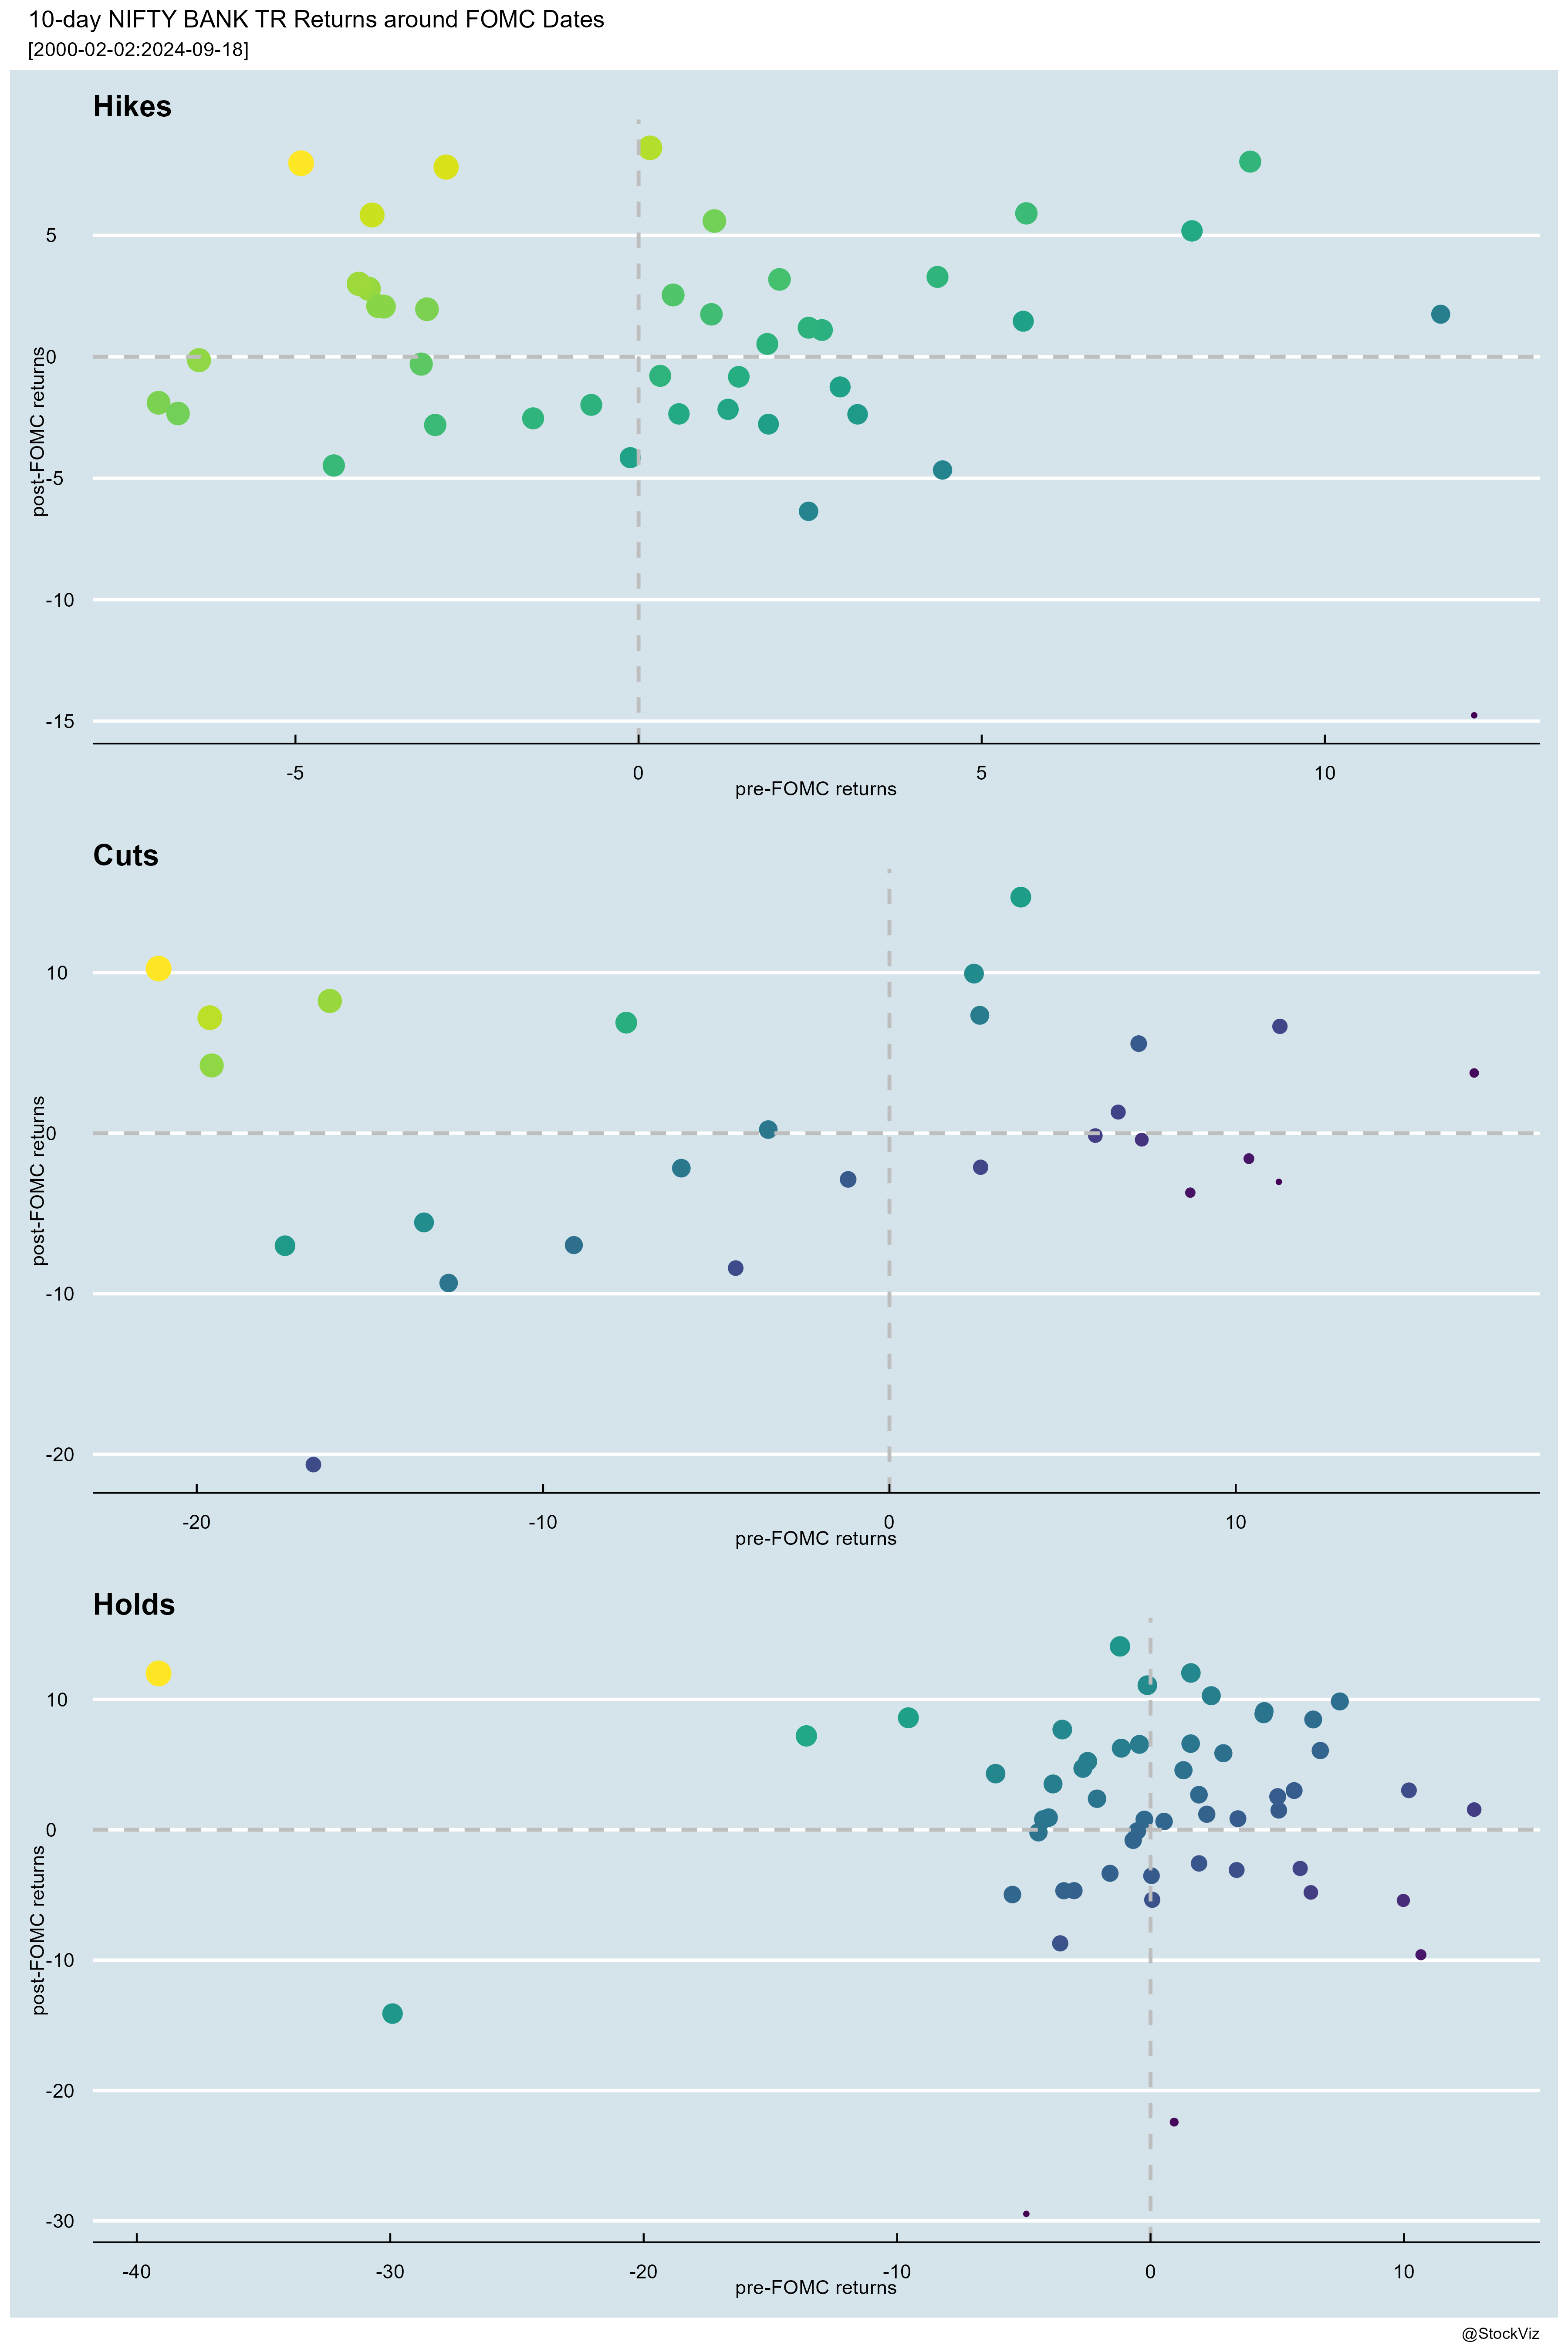 10-day NIFTY BANK TR Returns around FOMC Dates
[2000-02-02:2024-09-18]
Hikes
5
0
-5
-10
-15
post-FOMC returns
-5 0 5 10
pre-FOMC returns
Cuts
10
0
-10
-20
post-FOMC returns
-20 -10 0 10
pre-FOMC returns
Holds
10
0
-10
-20
-30
post-FOMC returns
-40 -30 -20 -10 0 10
pre-FOMC returns
@StockViz